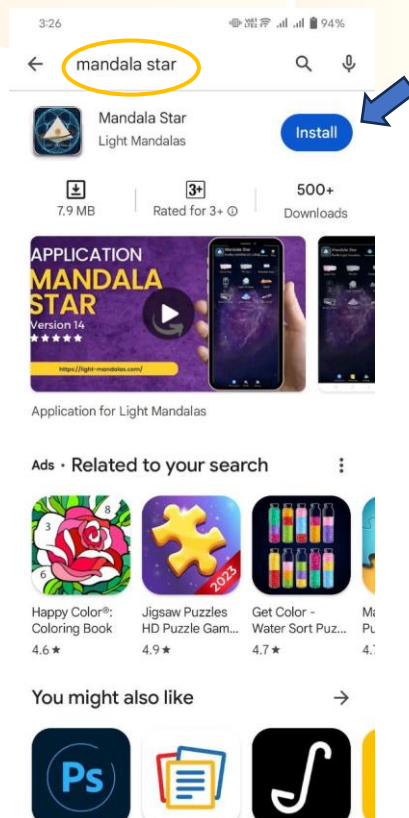 3:26
94%
mandala star
Mandala Star
Light Mandalas
Install
7.9 MB
3+
Rated for 3+
500+
Downloads
APPLICATION
MANDALA
STAR
Version 14
https://light-mandalas.com/
Application for Light Mandalas
Ads · Related to your search
8
3
6
2023
Happy Color®:
Coloring Book
4.6★
Jigsaw Puzzles
HD Puzzle Gam...
4.9★
Get Color -
Water Sort Puz...
4.7★
Ma
Pu
4.
You might also like
Ps